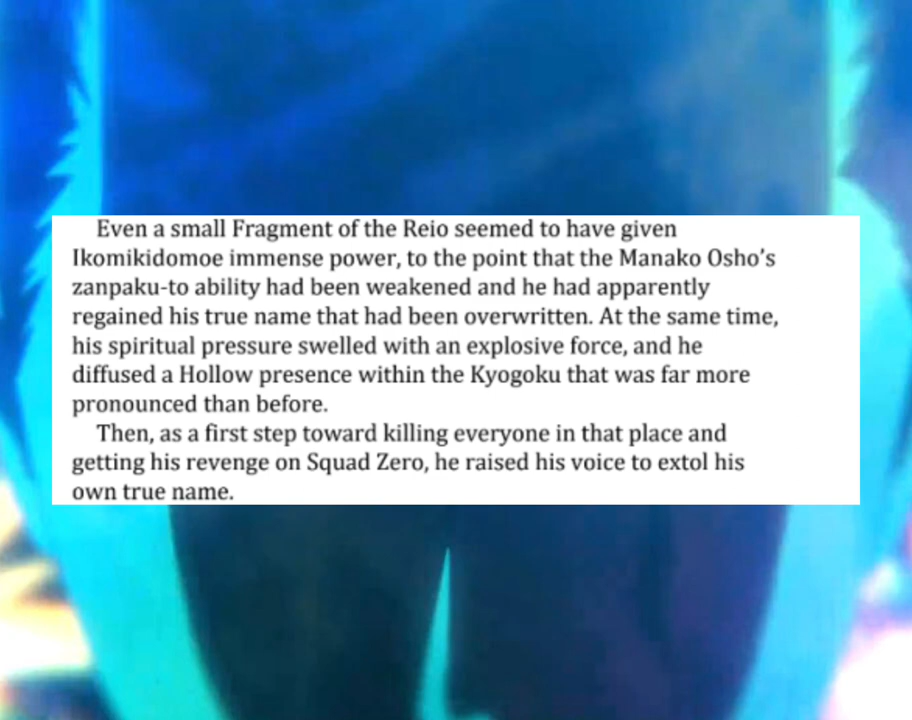 Even a small Fragment of the Reio seemed to have given
Ikomikidomoe immense power, to the point that the Manako Osho's
zanpaku-to ability had been weakened and he had apparently
regained his true name that had been overwritten. At the same time,
his spiritual pressure swelled with an explosive force, and he
diffused a Hollow presence within the Kyogoku that was far more
pronounced than before.
Then, as a first step toward killing everyone in that place and
getting his revenge on Squad Zero, he raised his voice to extol his
own true name.